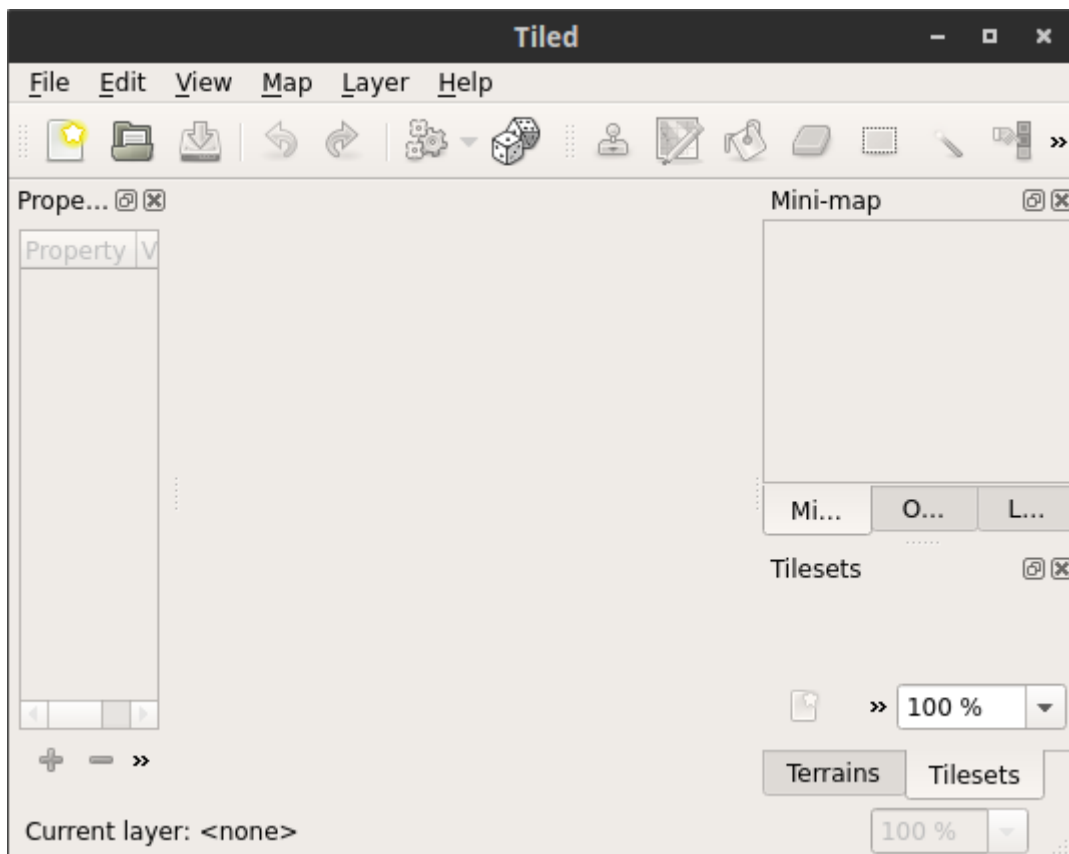 Tiled
File Edit View Map Layer Help
Prope...
Property V
Mini-map
Mi... O... L...
Tilesets
100 %
Terrains Tilesets
Current layer: <none>
100 %